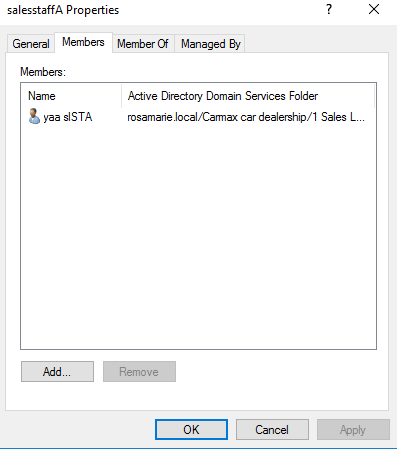 salesstaffA Properties
? ×
General Members Member Of Managed By
Members:
Name Active Directory Domain Services Folder
yaa sISTA rosamarie.local/Carmax car dealership/1 Sales L...
Add... Remove
OK Cancel Apply